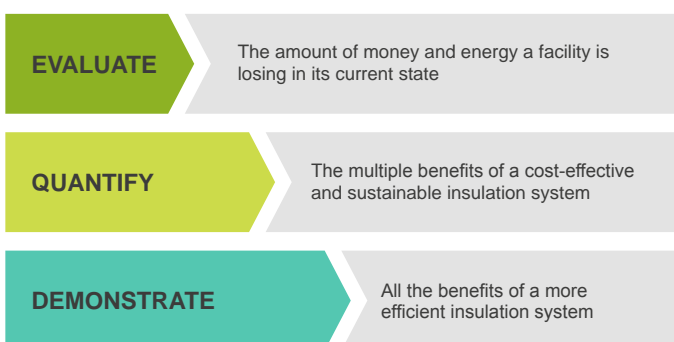 EVALUATE
The amount of money and energy a facility is
losing in its current state
QUANTIFY
The multiple benefits of a cost-effective
and sustainable insulation system
DEMONSTRATE
All the benefits of a more
efficient insulation system